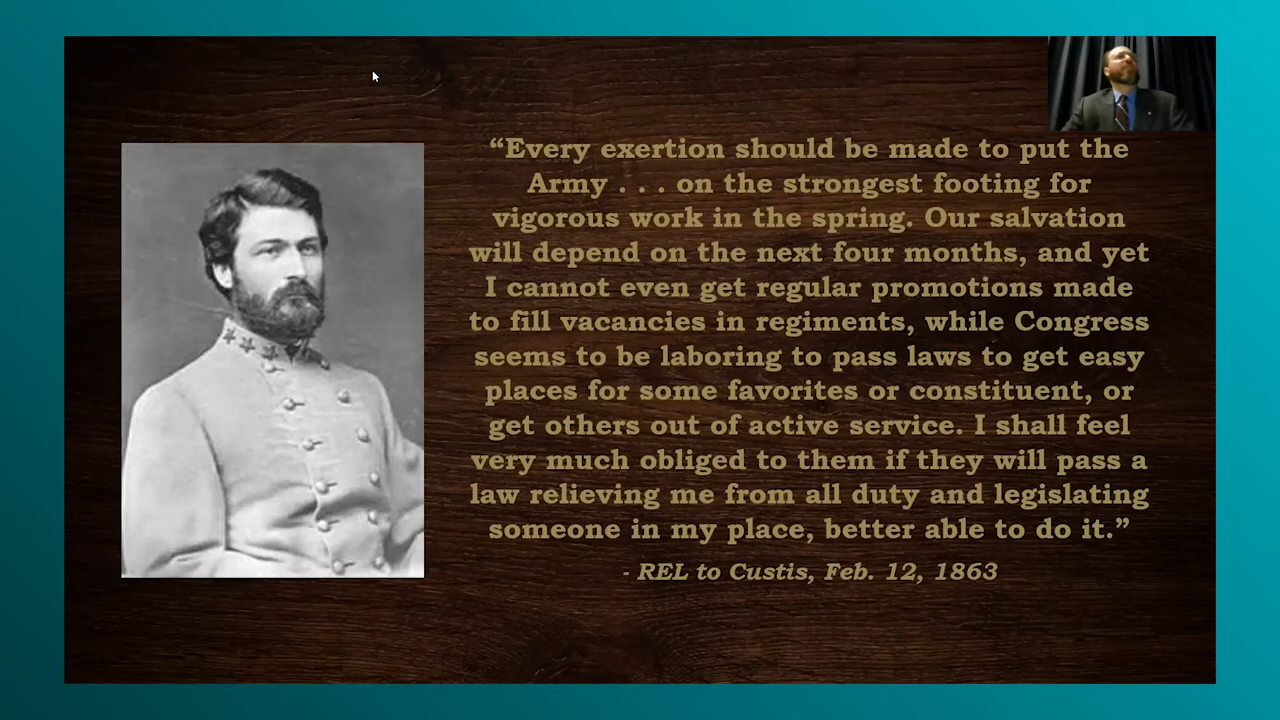 “Every exertion should be made to put the
Army . . . on the strongest footing for
vigorous work in the spring. Our salvation
will depend on the next four months, and yet
I cannot even get regular promotions made
to fill vacancies in regiments, while Congress
seems to be laboring to pass laws to get easy
places for some favorites or constituent, or
get others out of active service. I shall feel
very much obliged to them if they will pass a
law relieving me from all duty and legislating
someone in my place, better able to do it.”
- REL to Custis, Feb. 12, 1863